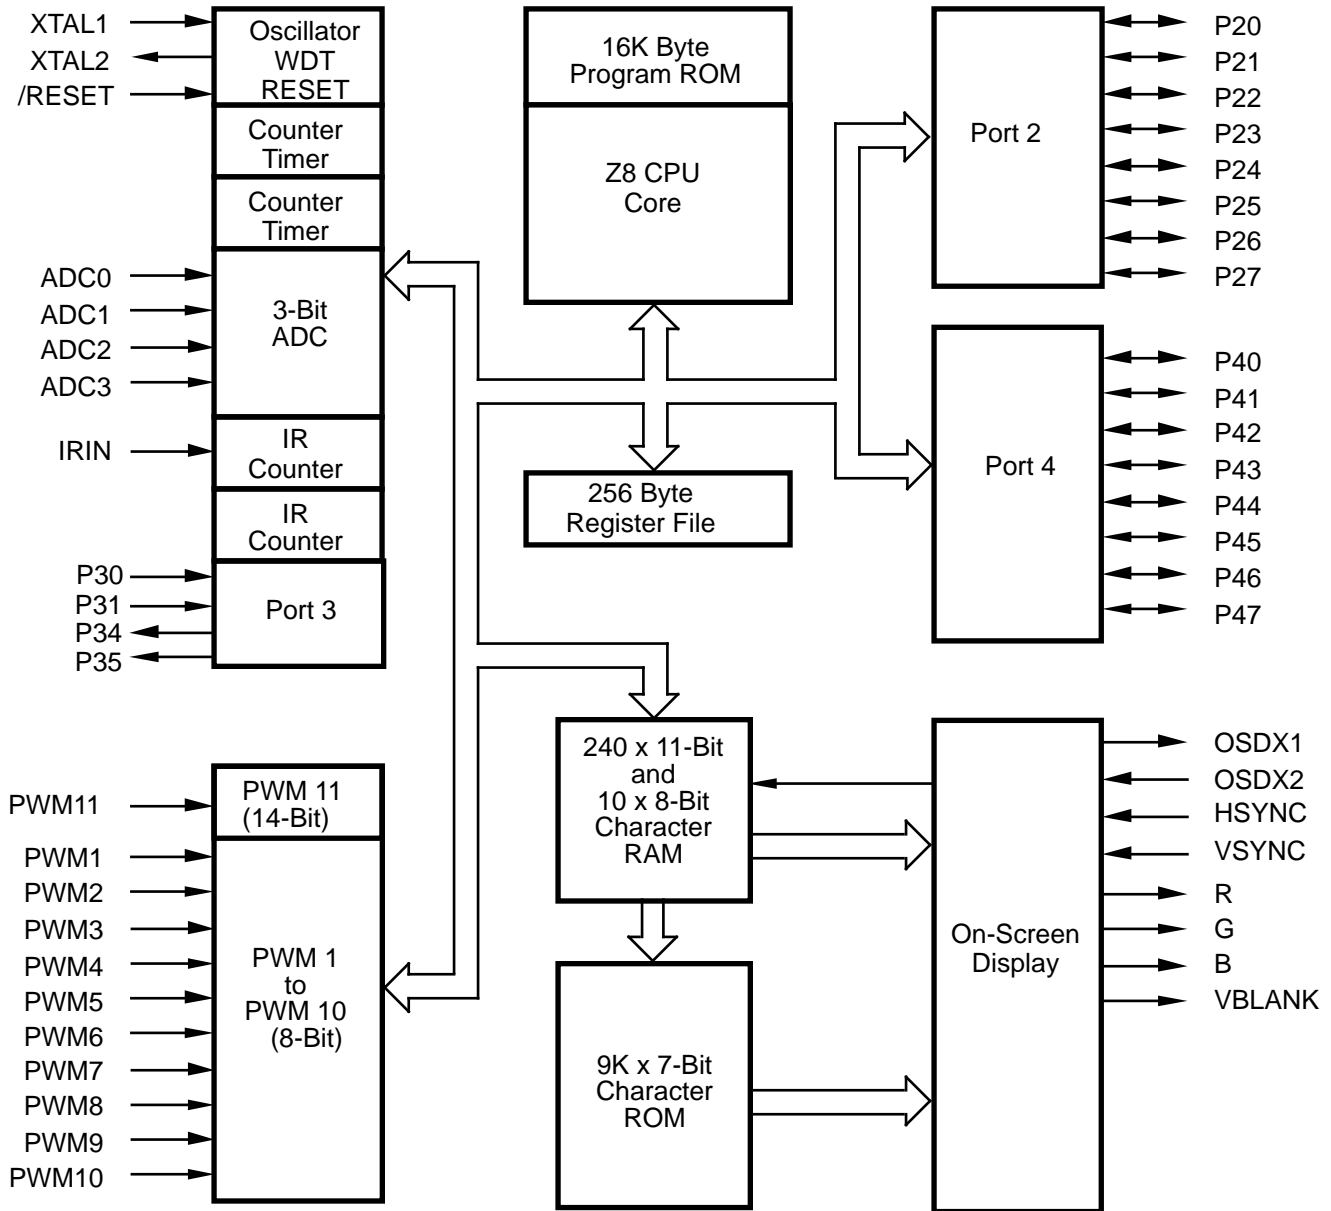 XTAL1
XTAL2
/RESET
Oscillator
WDT
RESET
Counter
Timer
Counter
Timer
ADC0
ADC1
ADC2
ADC3
3-Bit
ADC
IRIN
IR
Counter
IR
Counter
P30
P31
P34
P35
Port 3
PWM11
PWM 11
(14-Bit)
PWM1
PWM2
PWM3
PWM4
PWM5
PWM6
PWM7
PWM8
PWM9
PWM10
PWM 1
to
PWM 10
(8-Bit)
16K Byte
Program ROM
Z8 CPU
Core
256 Byte
Register File
240 x 11-Bit
and
10 x 8-Bit
Character
RAM
9K x 7-Bit
Character
ROM
Port 2
P20
P21
P22
P23
P24
P25
P26
P27
Port 4
P40
P41
P42
P43
P44
P45
P46
P47
On-Screen
Display
OSDX1
OSDX2
HSYNC
VSYNC
R
G
B
VBLANK